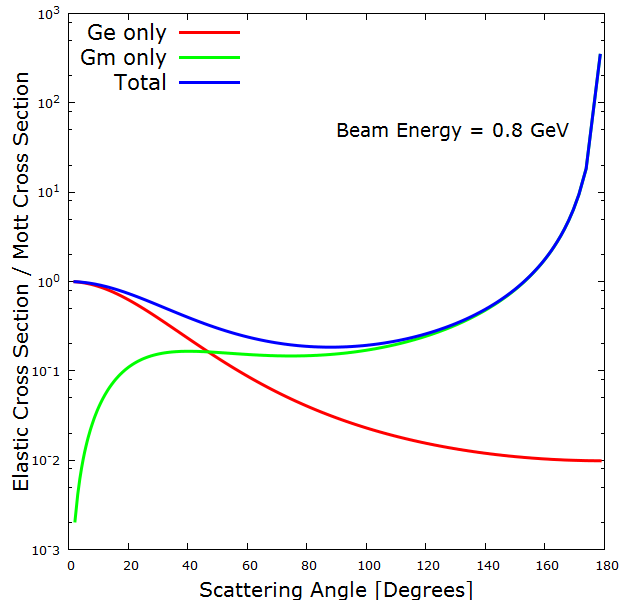 10^3
10^2
10^1
10^0
10^-1
10^-2
10^-3
Elastic Cross Section / Mott Cross Section
Ge only
Gm only
Total
Beam Energy = 0.8 GeV
0 20 40 60 80 100 120 140 160 180
Scattering Angle [Degrees]